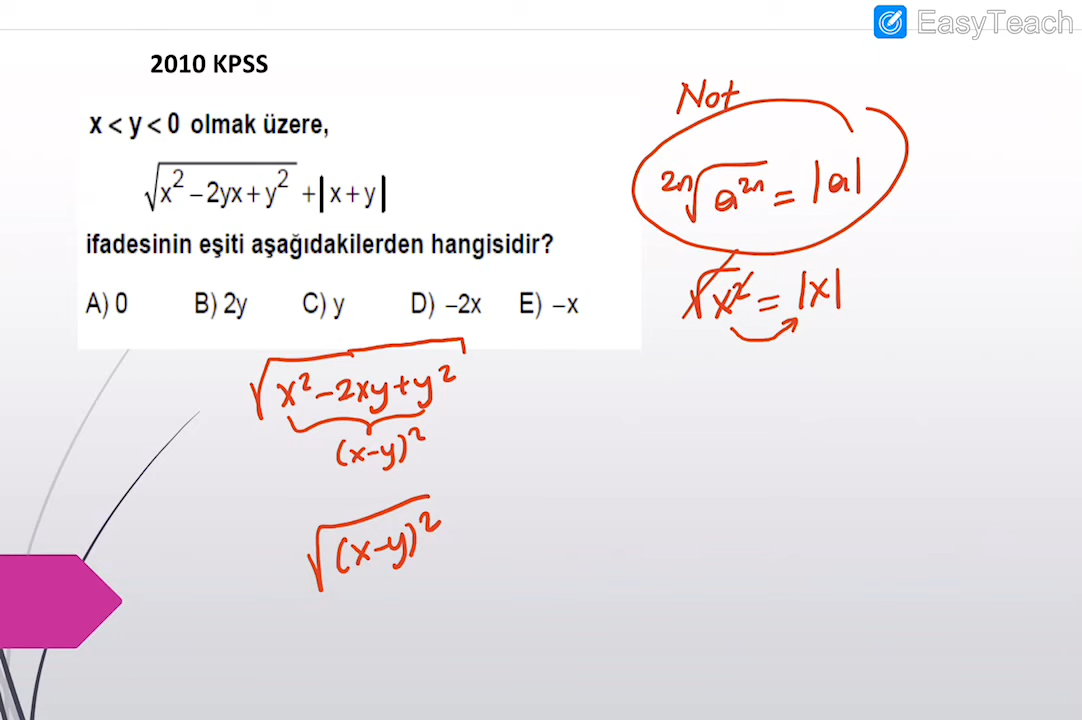 EasyTeach
2010 KPSS
x < y < 0 olmak üzere,
√x² − 2yx + y² + |x + y|
ifadesinin eşiti aşağıdakilerden hangisidir?
A) 0 B) 2y C) y D) −2x E) −x
Not
²ⁿ√a²ⁿ = |a|
√x² = |x|
√x² − 2xy + y²
(x−y)²
√(x−y)²